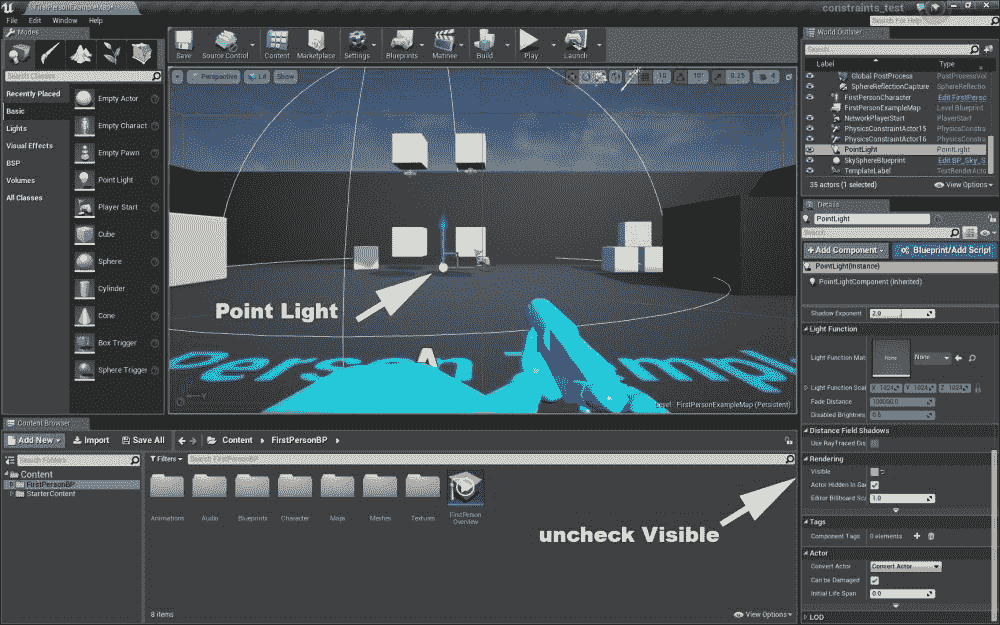 FirstPersonExampleMap
constraints_test
File Edit Window Help
Search For Help
Modes
Search Classes
Recently Placed
Basic
Lights
Visual Effects
BSP
Volumes
All Classes
Empty Actor
Empty Charact
Empty Pawn
Point Light
Player Start
Cube
Sphere
Cylinder
Cone
Box Trigger
Sphere Trigger
Save
Source Control
Content
Marketplace
Settings
Blueprints
Matinee
Build
Play
Launch
Perspective
Lit
Show
10
10°
0.25
4
Point Light
Level: FirstPersonExampleMap (Persistent)
World Outliner
Search...
Label Type
Global PostProcess PostProcessVol
SphereReflectionCapture SphereReflectio
FirstPersonCharacter Edit FirstPerso
FirstPersonExampleMap Level Blueprint
NetworkPlayerStart PlayerStart
PhysicsConstraintActor15 PhysicsConstra
PhysicsConstraintActor16 PhysicsConstra
PointLight PointLight
SkySphereBlueprint Edit BP_Sky_S
TemplateLabel TextRenderActo
35 actors (1 selected) View Options
Details
PointLight
Search
Add Component
Blueprint/Add Script
PointLight(Instance)
PointLightComponent (Inherited)
Shadow Exponent 2.0
Light Function
Light Function Mat None None
Light Function Scal X 1024 Y 1024 Z 1024
Fade Distance
Disabled Brightnes 0.5
Distance Field Shadows
Use RayTraced Dis
Rendering
Visible
Actor Hidden In Ga
Editor Billboard Sca 1.0
Tags
Component Tags 0 elements
Actor
Convert Actor Convert Actor
Can be Damaged
Initial Life Span 0.0
LOD
Content Browser
Add New Import Save All Content FirstPersonBP
Search Folders
Content
FirstPersonBP
StarterContent
Filters Search FirstPersonBP
Animations
Audio
Blueprints
Character
Maps
Meshes
Textures
FirstPerson
Overview
uncheck Visible
8 items View Options